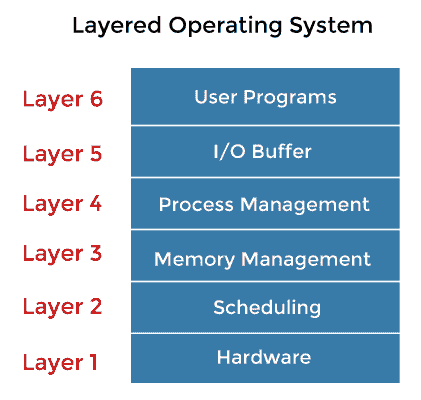 Layered Operating System
Layer 6 User Programs
Layer 5 I/O Buffer
Layer 4 Process Management
Layer 3 Memory Management
Layer 2 Scheduling
Layer 1 Hardware